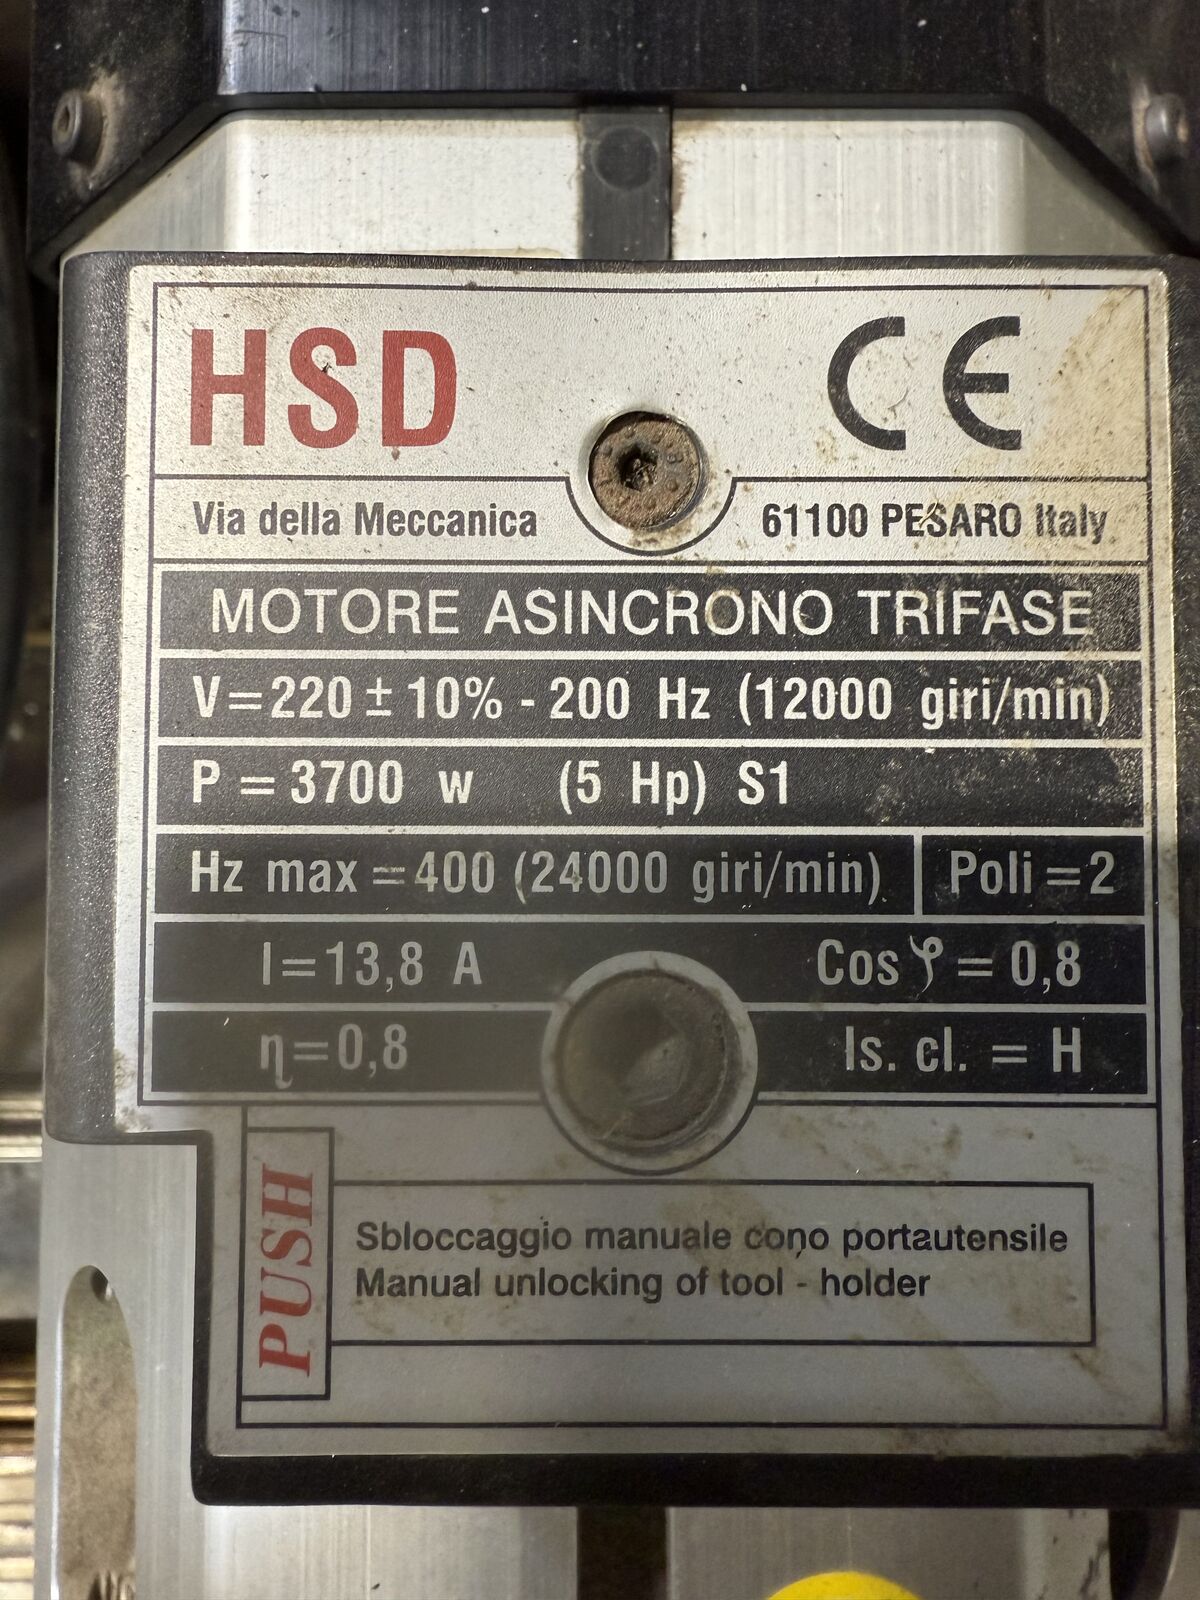 HSD CE
Via della Meccanica 61100 PESARO Italy
MOTORE ASINCRONO TRIFASE
V=220 ± 10% - 200 Hz (12000 giri/min)
P = 3700 w (5 Hp) S1
Hz max = 400 (24000 giri/min) Poli = 2
I=13,8 A Cos φ = 0,8
η=0,8 Is. cl. = H
PUSH
Sbloccaggio manuale cono portautensile
Manual unlocking of tool - holder